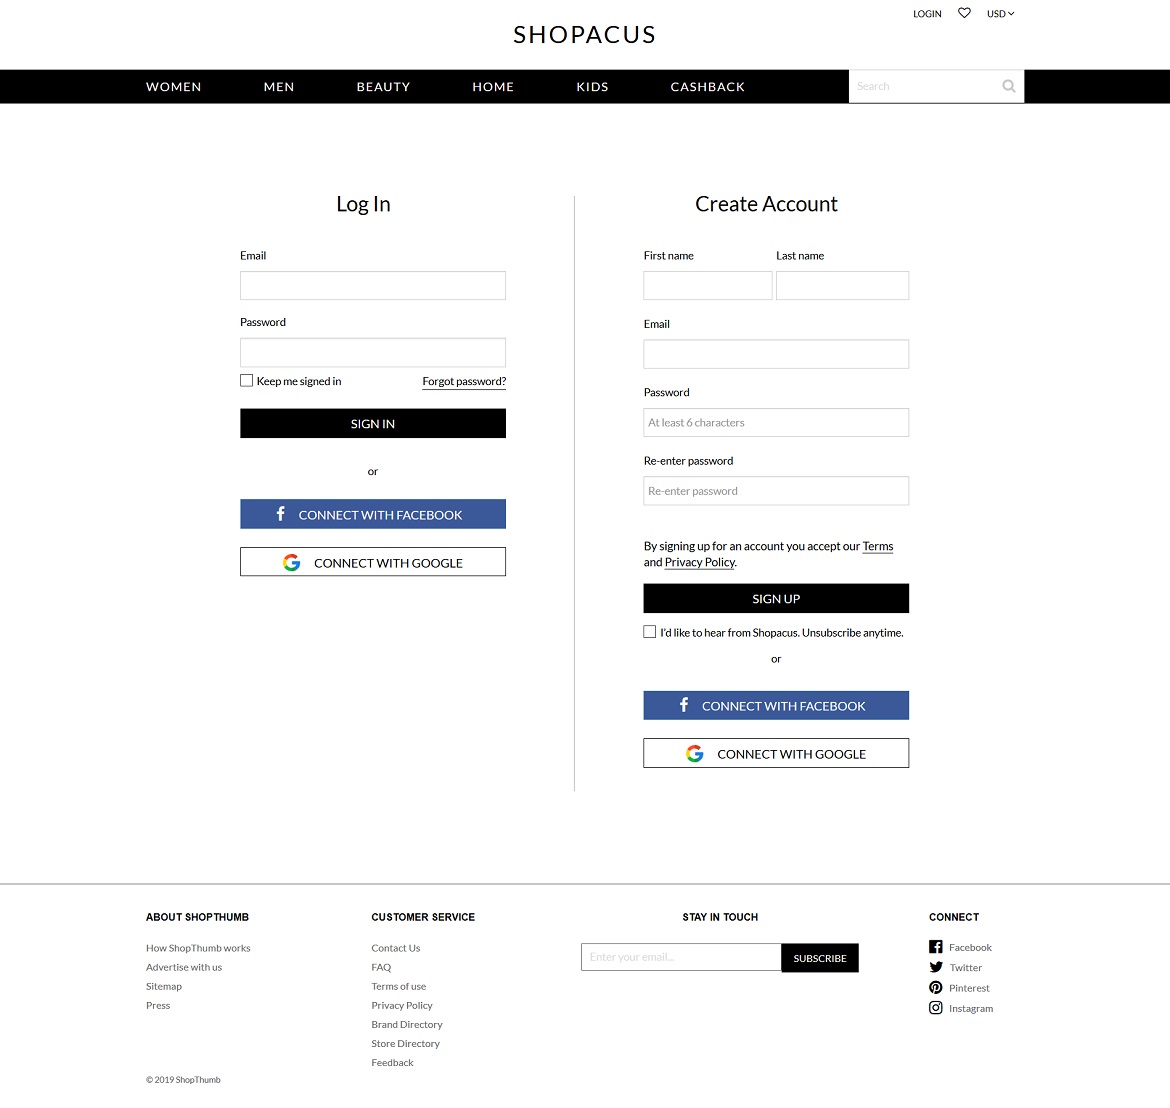 LOGIN USD
SHOPACUS
WOMEN MEN BEAUTY HOME KIDS CASHBACK Search
Log In
Email
Password
Keep me signed in Forgot password?
SIGN IN
or
CONNECT WITH FACEBOOK
CONNECT WITH GOOGLE
Create Account
First name Last name
Email
Password
At least 6 characters
Re-enter password
Re-enter password
By signing up for an account you accept our Terms
and Privacy Policy.
SIGN UP
I'd like to hear from Shopacus. Unsubscribe anytime.
or
CONNECT WITH FACEBOOK
CONNECT WITH GOOGLE
ABOUT SHOPTHUMB
How ShopThumb works
Advertise with us
Sitemap
Press
© 2019 ShopThumb
CUSTOMER SERVICE
Contact Us
FAQ
Terms of use
Privacy Policy
Brand Directory
Store Directory
Feedback
STAY IN TOUCH
Enter your email... SUBSCRIBE
CONNECT
Facebook
Twitter
Pinterest
Instagram